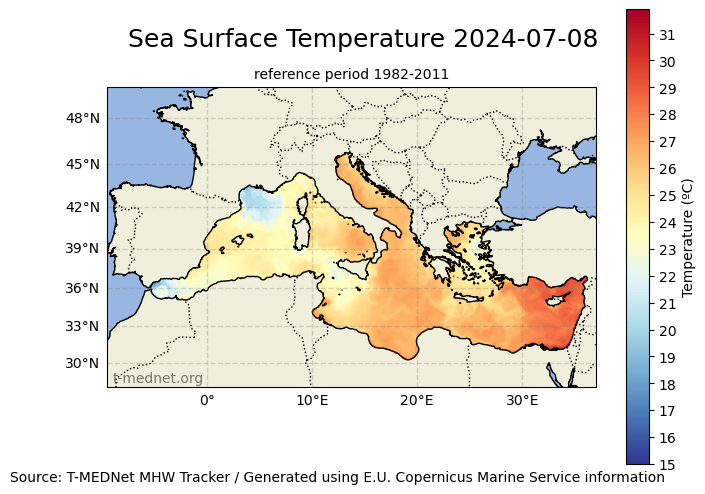 Sea Surface Temperature 2024-07-08
reference period 1982-2011
48°N
45°N
42°N
39°N
36°N
33°N
30°N
t-mednet.org
0°
10°E
20°E
30°E
31
30
29
28
27
26
25
24
23
22
21
20
19
18
17
16
15
Temperature (ºC)
Source: T-MEDNet MHW Tracker / Generated using E.U. Copernicus Marine Service information